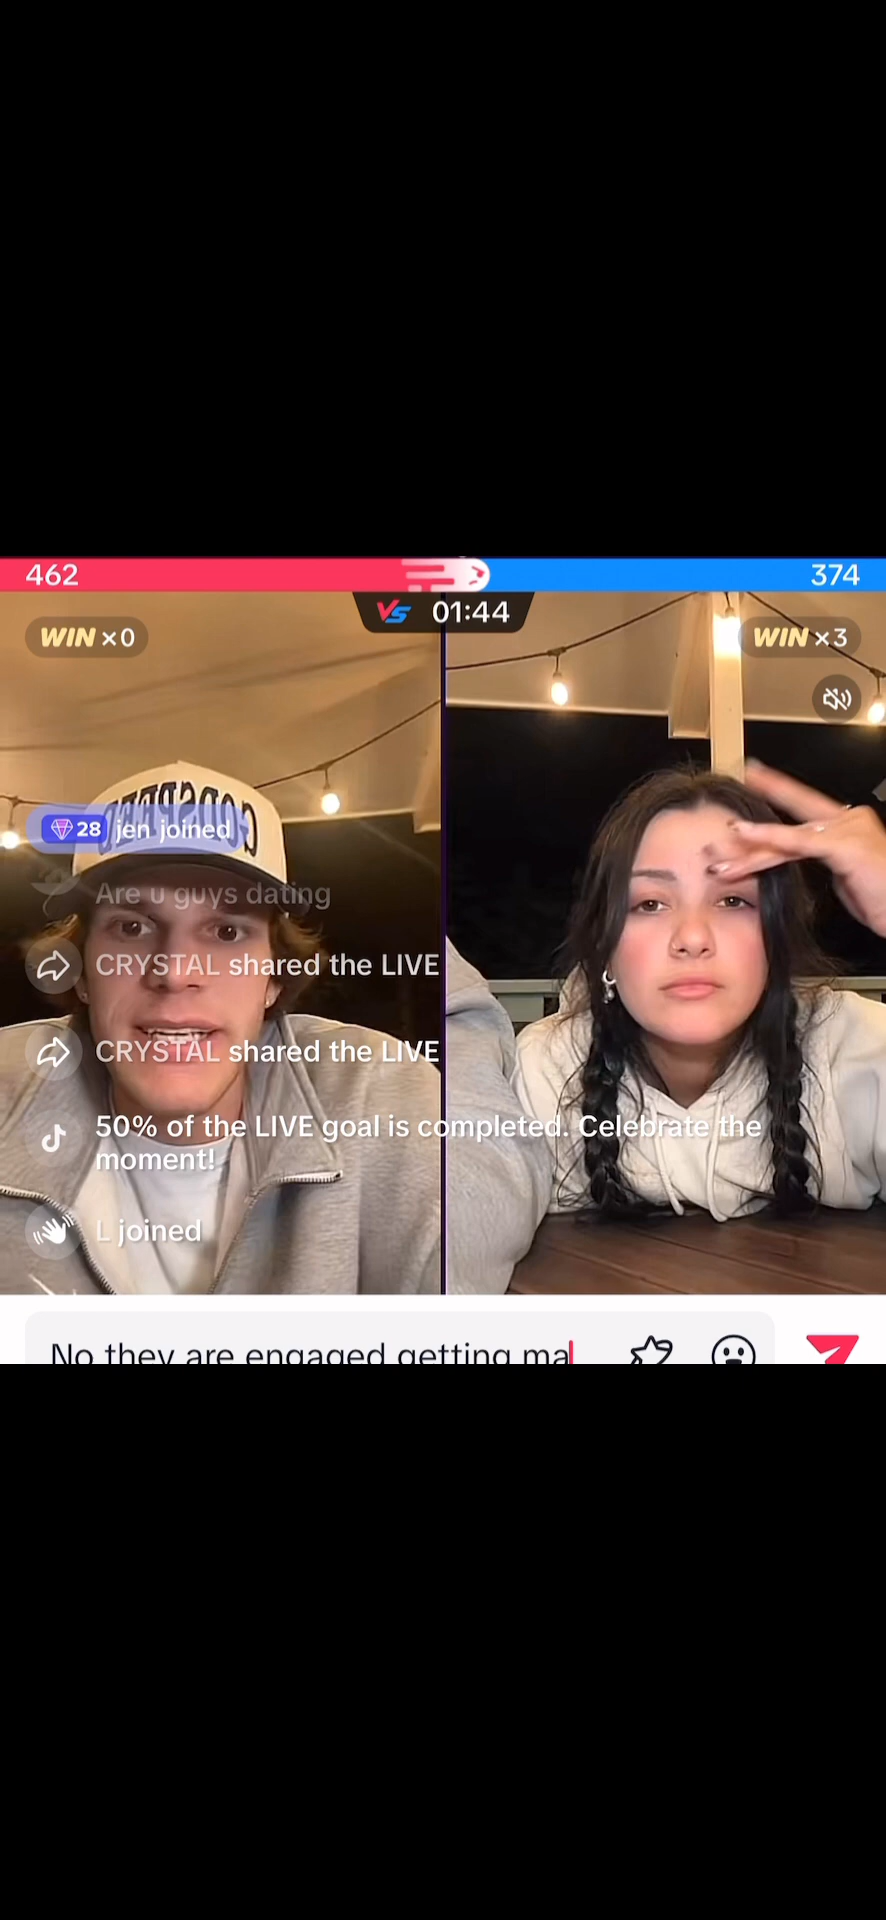 462
374
VS 01:44
WIN ×0
WIN ×3
GODSPEED
28 jen joined
Are u guys dating
CRYSTAL shared the LIVE
CRYSTAL shared the LIVE
50% of the LIVE goal is completed. Celebrate the
moment!
L joined
No they are engaged getting ma